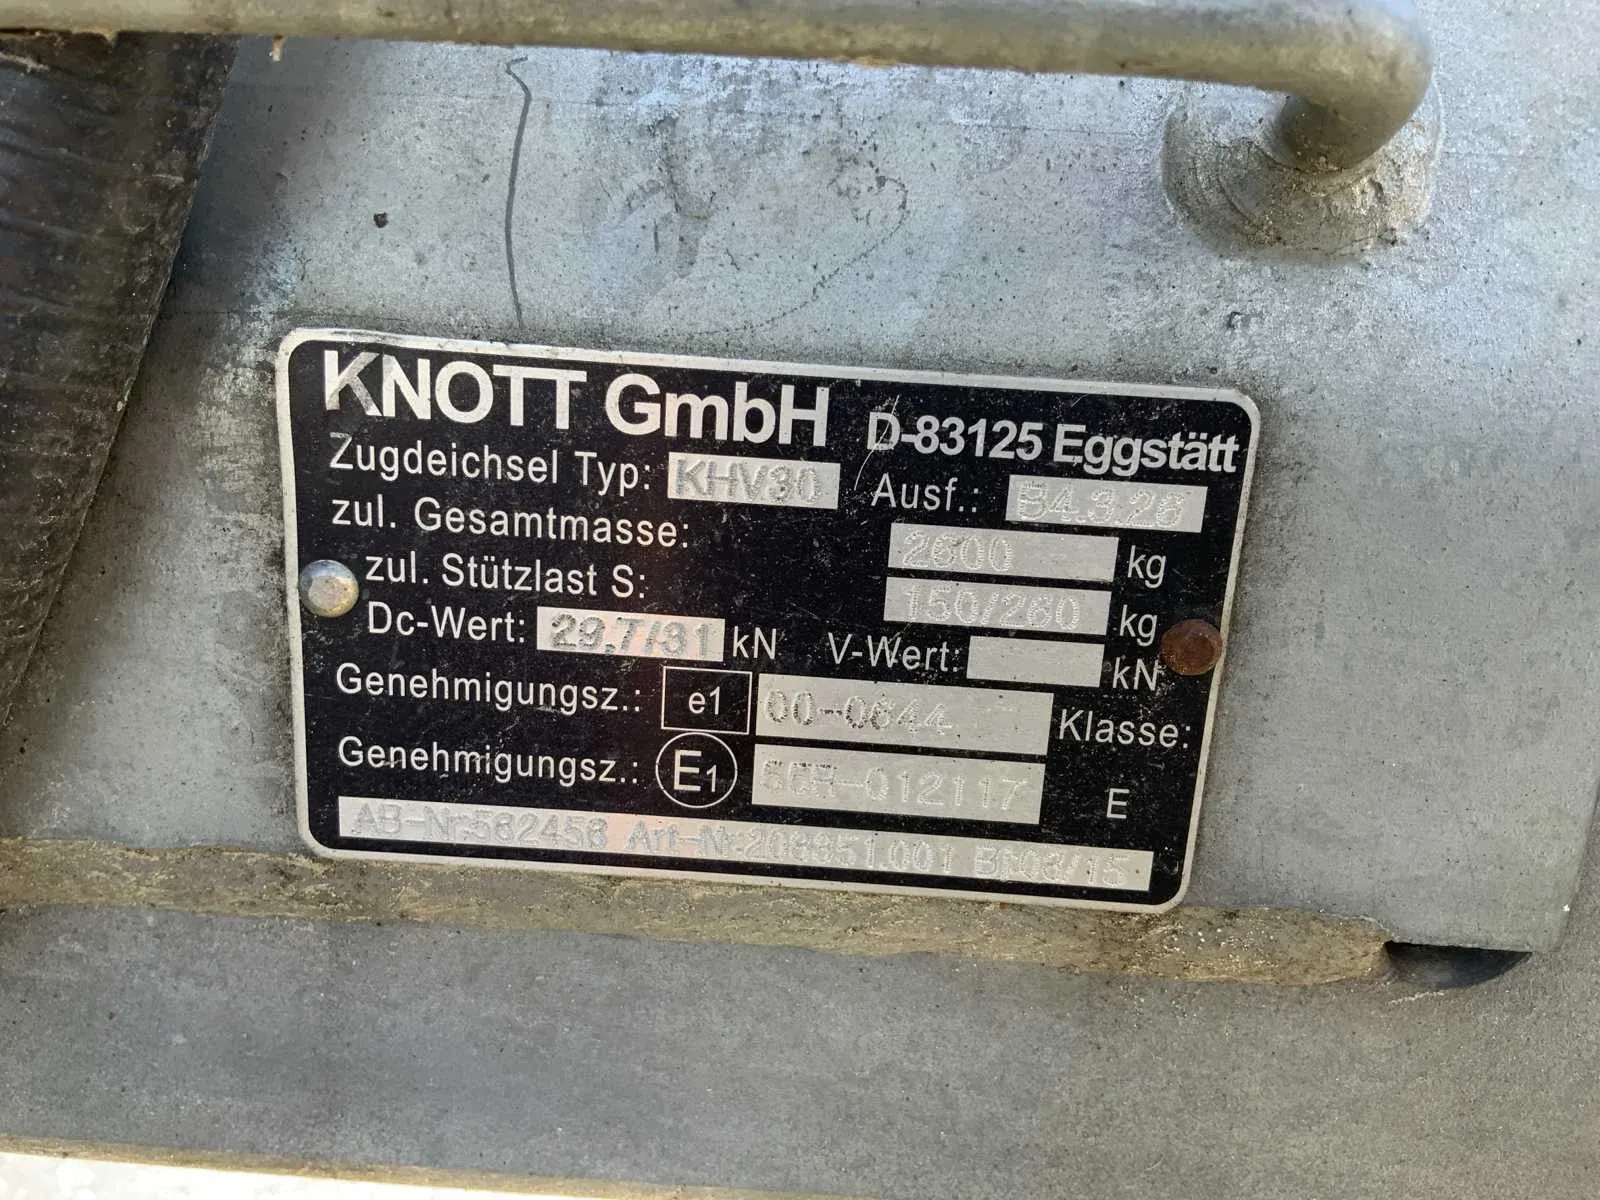 KNOTT GmbH D-83125 Eggstätt
Zugdeichsel Typ: KHV30 Ausf.: B4.3.28
zul. Gesamtmasse: 2600 kg
zul. Stützlast S: 150/260 kg
Dc-Wert: 29,7/31 kN V-Wert: kN
Genehmigungsz.: e1 00-0644 Klasse:
Genehmigungsz.: E1 55R-012117 E
AB-Nr:582458 Art-Nr:208851.001 Bj:08/15